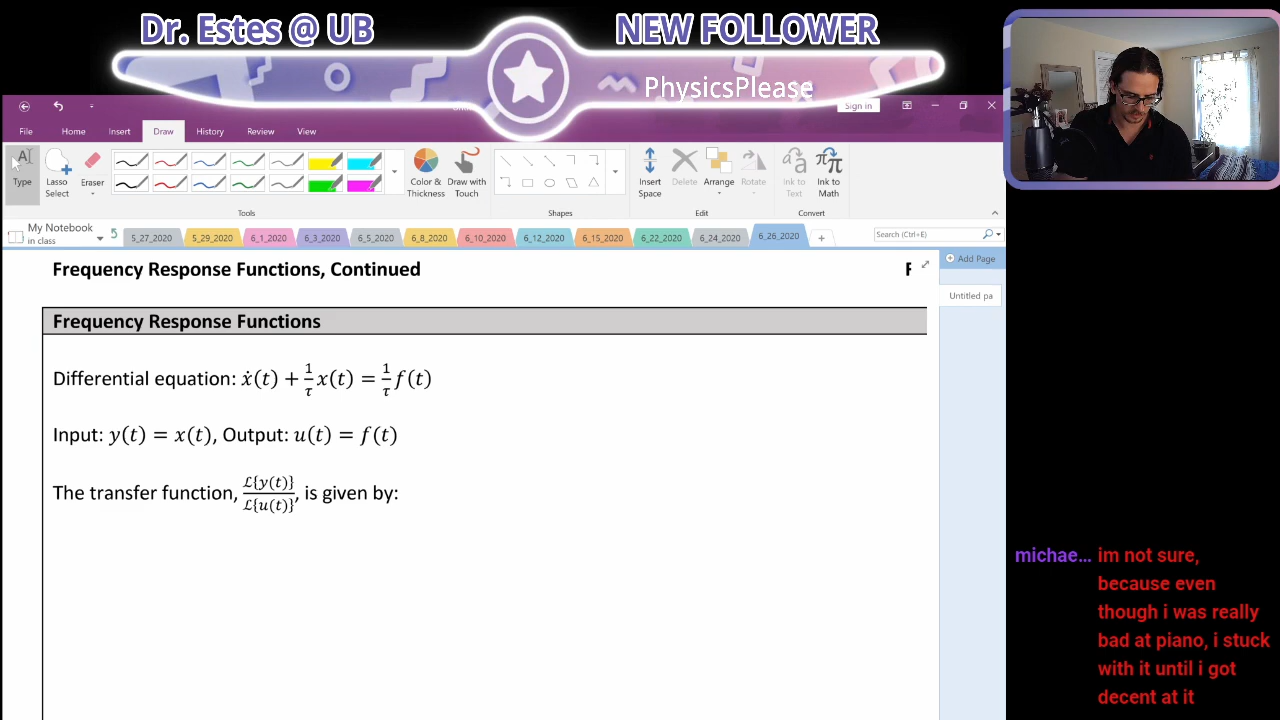 Dr. Estes @ UB
NEW FOLLOWER
PhysicsPlease
Sign in
File Home Insert Draw History Review View
Type
Lasso Select
Eraser
Color & Thickness
Draw with Touch
Insert Space
Delete
Arrange
Rotate
Ink to Text
Ink to Math
Tools
Shapes
Edit
Convert
My Notebook
in class
5_27_2020 5_29_2020 6_1_2020 6_3_2020 6_5_2020 6_8_2020 6_10_2020 6_12_2020 6_15_2020 6_22_2020 6_24_2020 6_26_2020
Search (Ctrl+E)
Add Page
Untitled pa
Frequency Response Functions, Continued
F
Frequency Response Functions
Differential equation: ẋ(t) + 1/τ x(t) = 1/τ f(t)
Input: y(t) = x(t), Output: u(t) = f(t)
The transfer function, ℒ{y(t)}/ℒ{u(t)}, is given by:
michae… im not sure,
because even
though i was really
bad at piano, i stuck
with it until i got
decent at it